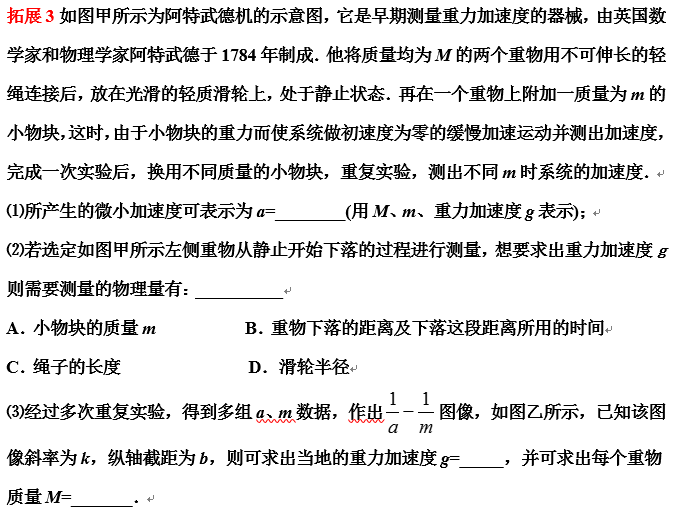 拓展 3 如图甲所示为阿特武德机的示意图，它是早期测量重力加速度的器械，由英国数
学家和物理学家阿特武德于 1784 年制成．他将质量均为 M 的两个重物用不可伸长的轻
绳连接后，放在光滑的轻质滑轮上，处于静止状态．再在一个重物上附加一质量为 m 的
小物块，这时，由于小物块的重力而使系统做初速度为零的缓慢加速运动并测出加速度，
完成一次实验后，换用不同质量的小物块，重复实验，测出不同 m 时系统的加速度．
⑴所产生的微小加速度可表示为 a=________(用 M、m、重力加速度 g 表示)；
⑵若选定如图甲所示左侧重物从静止开始下落的过程进行测量，想要求出重力加速度 g
则需要测量的物理量有：__________
A．小物块的质量 m B．重物下落的距离及下落这段距离所用的时间
C．绳子的长度 D．滑轮半径
⑶经过多次重复实验，得到多组 a、m 数据，作出 1/a − 1/m 图像，如图乙所示，已知该图
像斜率为 k，纵轴截距为 b，则可求出当地的重力加速度 g=_____，并可求出每个重物
质量 M=_______．